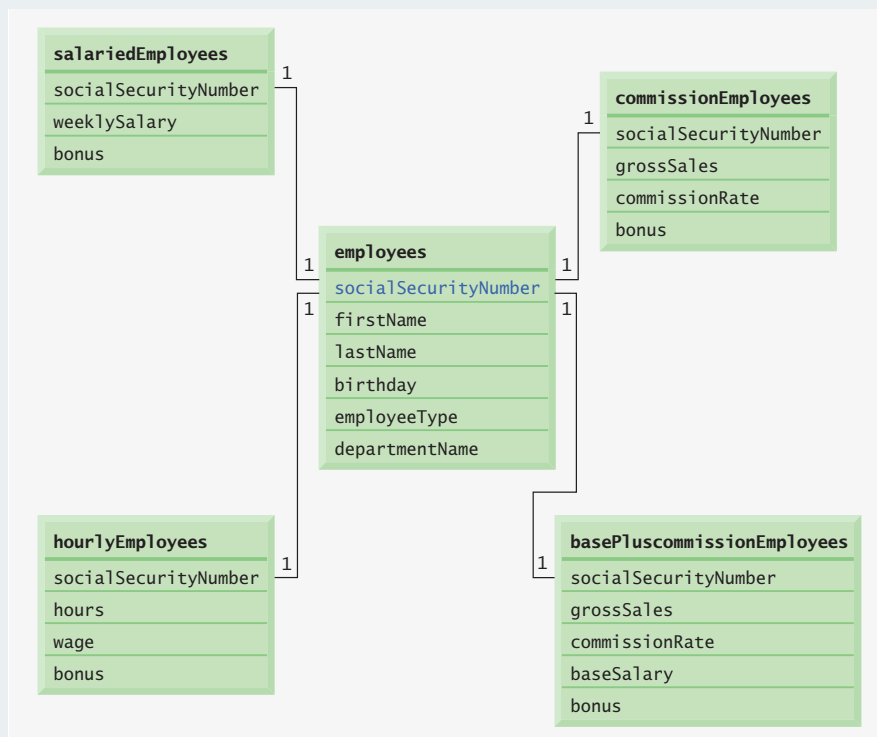 salariedEmployees
socialSecurityNumber
weeklySalary
bonus
1
commissionEmployees
socialSecurityNumber
grossSales
commissionRate
bonus
1
employees
socialSecurityNumber
firstName
lastName
birthday
employeeType
departmentName
1
1
1
1
hourlyEmployees
socialSecurityNumber
hours
wage
bonus
1
basePluscommissionEmployees
socialSecurityNumber
grossSales
commissionRate
baseSalary
bonus
1